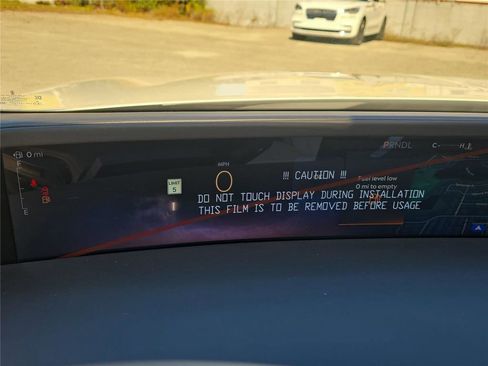 0 mi
F
E
MPH
0
LIMIT
5
PRNDL
!!! CAUTION !!!
Fuel level low
0 mi to empty
DO NOT TOUCH DISPLAY DURING INSTALLATION
THIS FILM IS TO BE REMOVED BEFORE USAGE